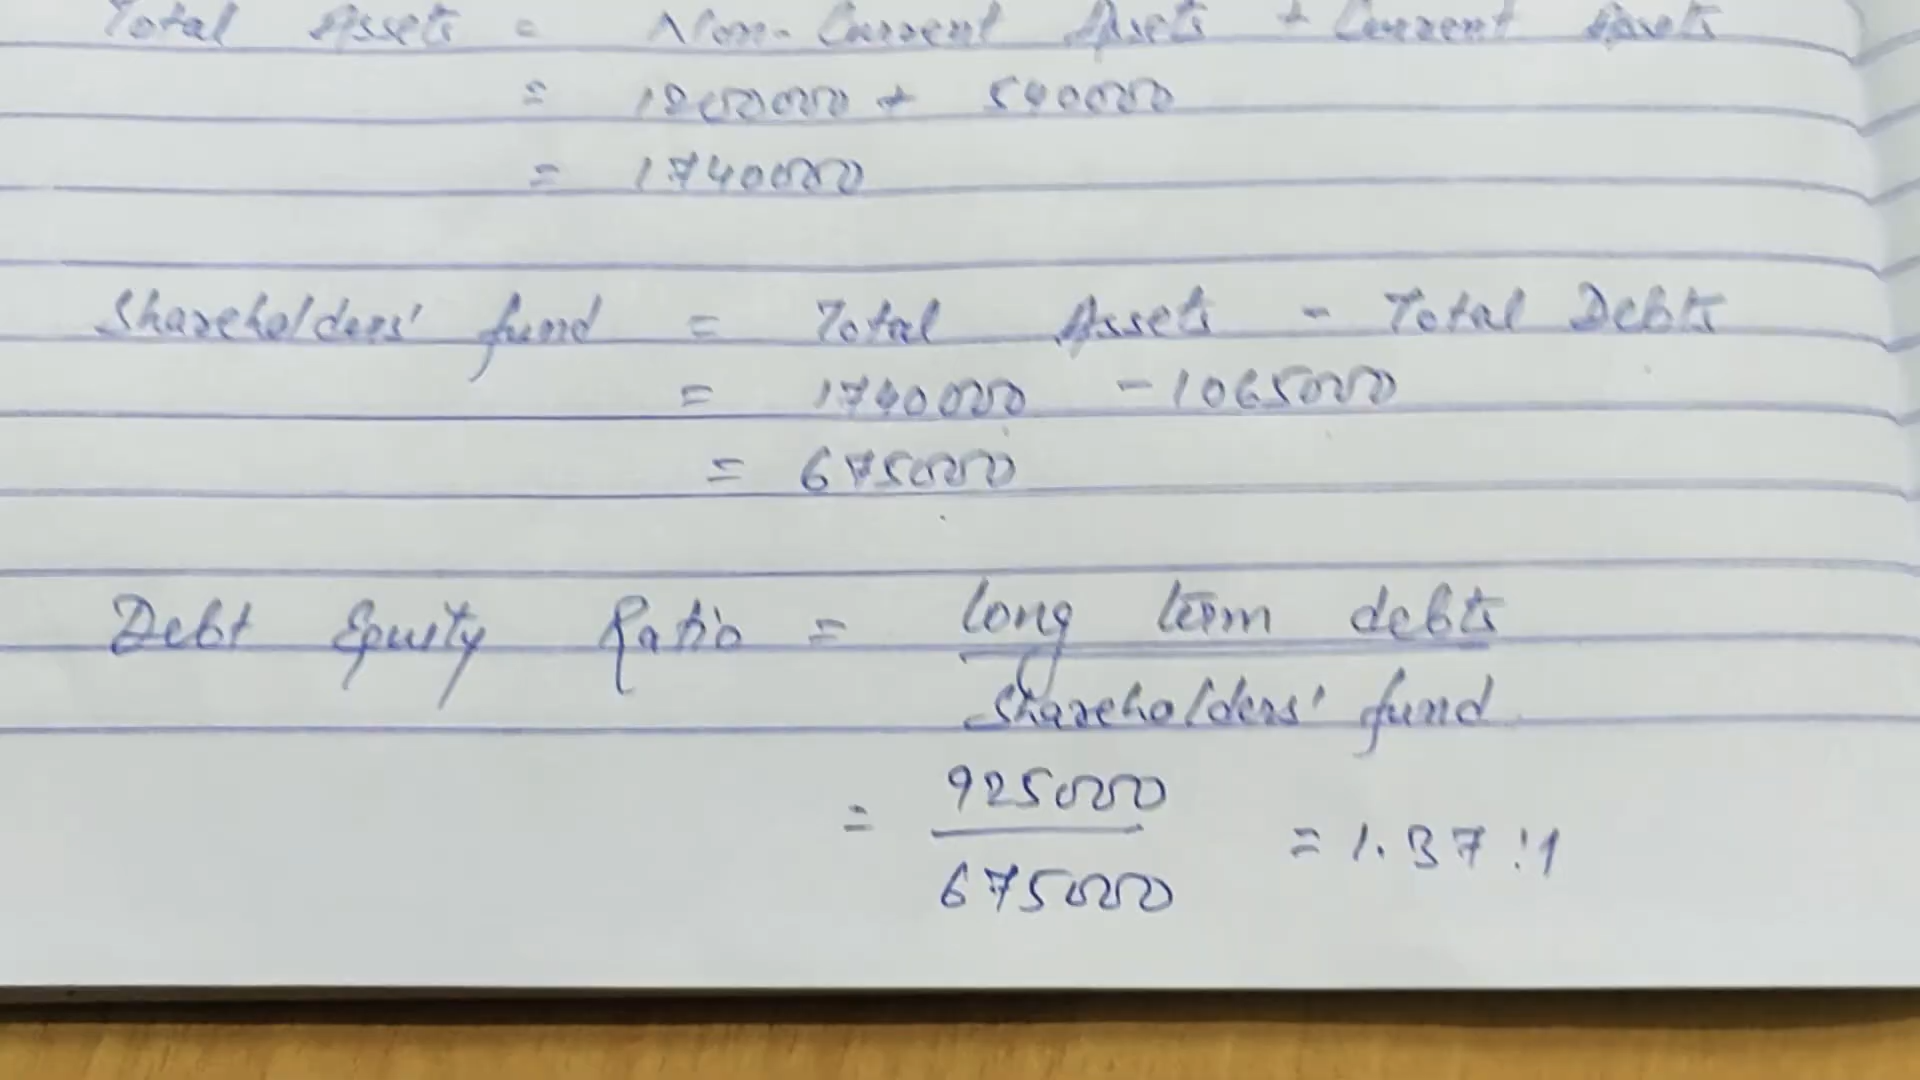 Total Assets = Non-Current Assets + Current Assets
= 1200000 + 540000
= 1740000
Shareholders' fund = Total Assets - Total Debts
= 1740000 - 1065000
= 675000
Debt Equity Ratio = Long term debts
Shareholders' fund
= 925000
675000
= 1.37:1